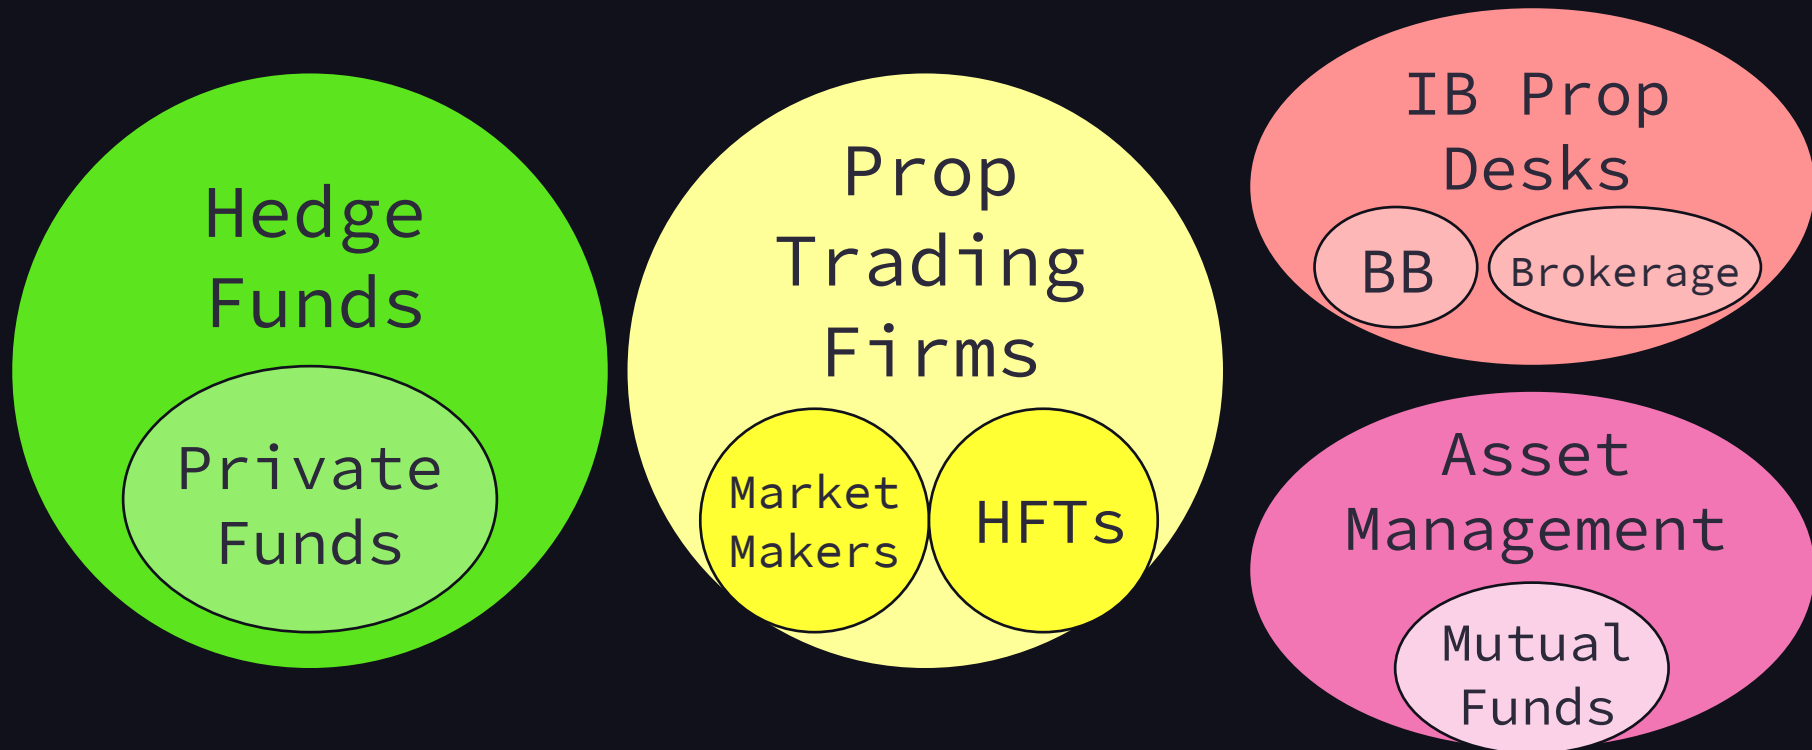 Hedge
Funds
Private
Funds
Prop
Trading
Firms
Market
Makers
HFTs
IB Prop
Desks
BB
Brokerage
Asset
Management
Mutual
Funds